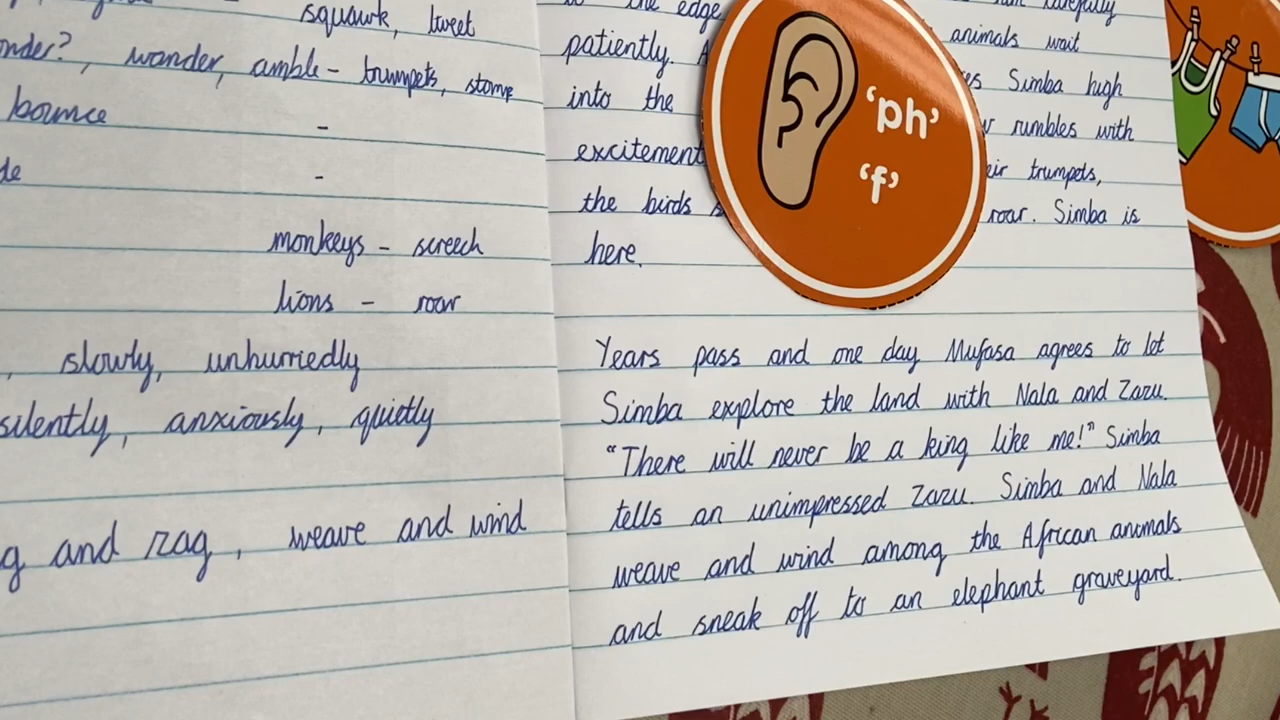 squawk, tweet
wander, amble - trumpets, stomp
bounce -
-
monkeys - screech
lions - roar
, slowly, unhurriedly
silently, anxiously, quietly
and zag, weave and wind
the edge
patiently.
animals wait
into the
Simba high
rumbles with
excitement
trumpets,
the birds
roar. Simba is
here.
'ph'
'f'
Years pass and one day Mufasa agrees to let
Simba explore the land with Nala and Zazu.
"There will never be a king like me!" Simba
tells an unimpressed Zazu. Simba and Nala
weave and wind among the African animals
and sneak off to an elephant graveyard.